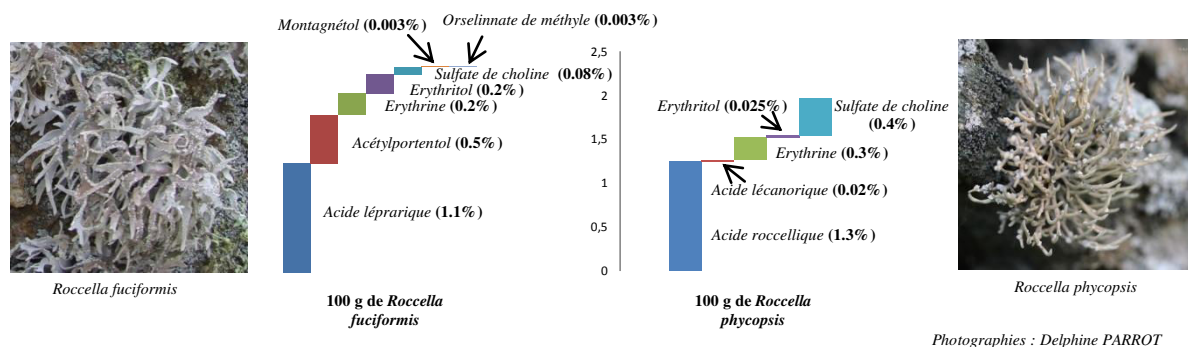 Montagnétol (0.003%)
Orselinnate de méthyle (0.003%)
Sulfate de choline (0.08%)
Erythritol (0.2%)
Erythrine (0.2%)
Acétylportentol (0.5%)
Acide léprarique (1.1%)
Roccella fuciformis
100 g de Roccella
fuciformis
2,5
2
1,5
1
0,5
0
Erythritol (0.025%)
Sulfate de choline
(0.4%)
Erythrine (0.3%)
Acide lécanorique (0.02%)
Acide roccellique (1.3%)
100 g de Roccella
phycopsis
Roccella phycopsis
Photographies : Delphine PARROT